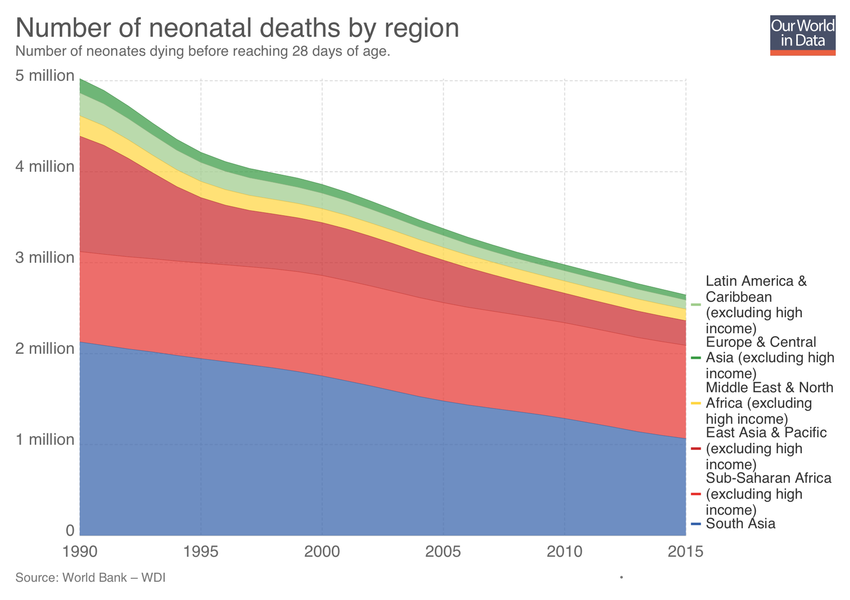 Number of neonatal deaths by region
Number of neonates dying before reaching 28 days of age.
Our World
in Data
5 million
4 million
3 million
2 million
1 million
0
1990
1995
2000
2005
2010
2015
Latin America &
Caribbean
(excluding high
income)
Europe & Central
Asia (excluding high
income)
Middle East & North
Africa (excluding
high income)
East Asia & Pacific
(excluding high
income)
Sub-Saharan Africa
(excluding high
income)
South Asia
Source: World Bank – WDI